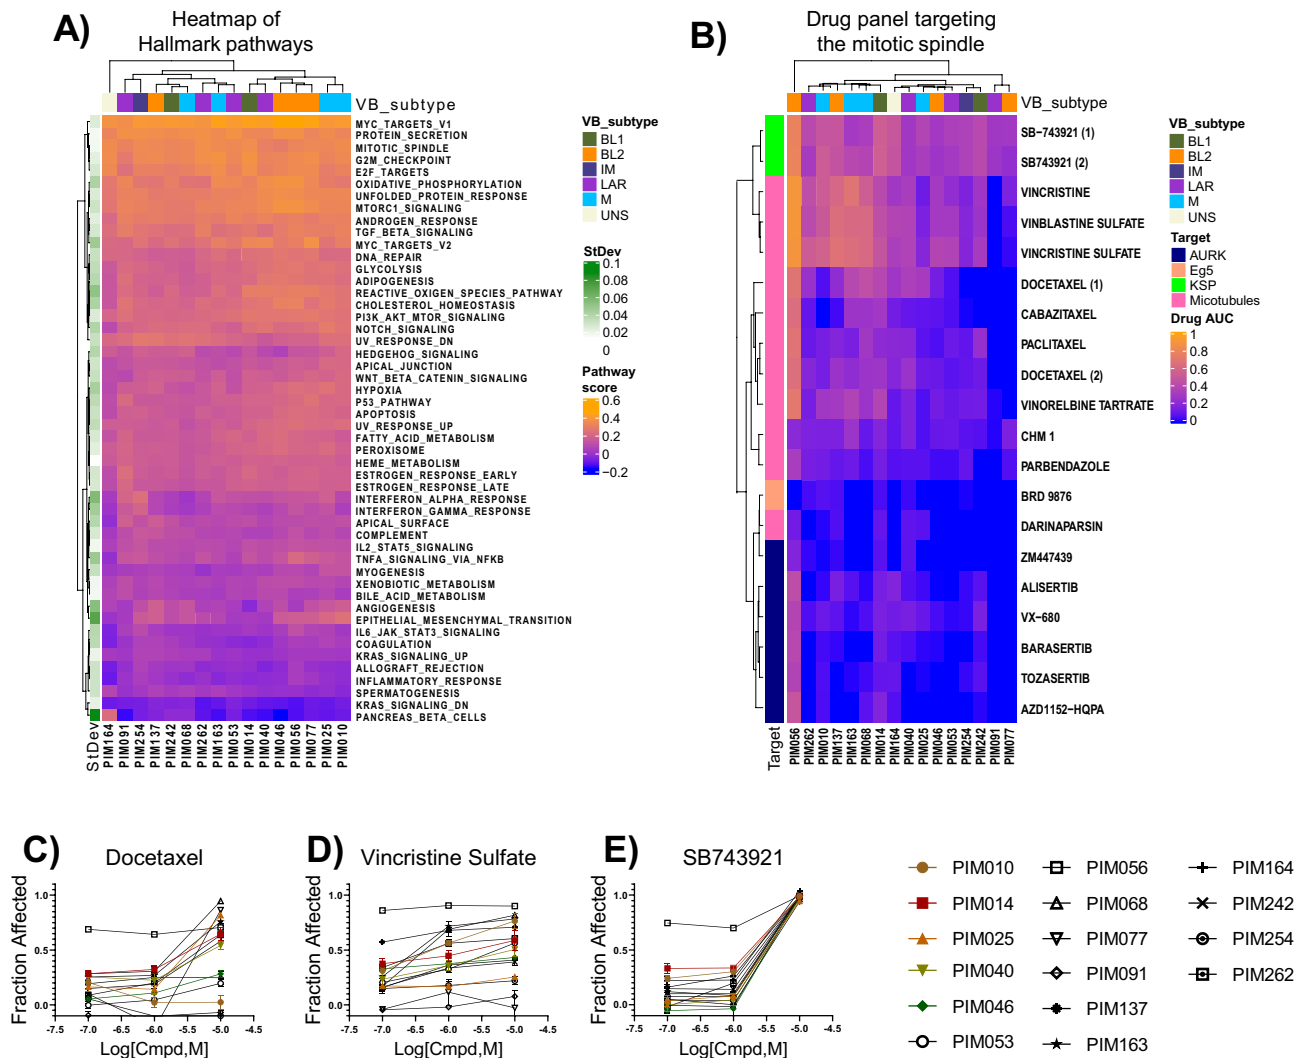 A)
Heatmap of
Hallmark pathways
VB_subtype
MYC_TARGETS_V1
PROTEIN_SECRETION
MITOTIC_SPINDLE
G2M_CHECKPOINT
E2F_TARGETS
OXIDATIVE_PHOSPHORYLATION
UNFOLDED_PROTEIN_RESPONSE
MTORC1_SIGNALING
ANDROGEN_RESPONSE
TGF_BETA_SIGNALING
MYC_TARGETS_V2
DNA_REPAIR
GLYCOLYSIS
ADIPOGENESIS
REACTIVE_OXIGEN_SPECIES_PATHWAY
CHOLESTEROL_HOMEOSTASIS
PI3K_AKT_MTOR_SIGNALING
NOTCH_SIGNALING
UV_RESPONSE_DN
HEDGEHOG_SIGNALING
APICAL_JUNCTION
WNT_BETA_CATENIN_SIGNALING
HYPOXIA
P53_PATHWAY
APOPTOSIS
UV_RESPONSE_UP
FATTY_ACID_METABOLISM
PEROXISOME
HEME_METABOLISM
ESTROGEN_RESPONSE_EARLY
ESTROGEN_RESPONSE_LATE
INTERFERON_ALPHA_RESPONSE
INTERFERON_GAMMA_RESPONSE
APICAL_SURFACE
COMPLEMENT
IL2_STAT5_SIGNALING
TNFA_SIGNALING_VIA_NFKB
MYOGENESIS
XENOBIOTIC_METABOLISM
BILE_ACID_METABOLISM
ANGIOGENESIS
EPITHELIAL_MESENCHYMAL_TRANSITION
IL6_JAK_STAT3_SIGNALING
COAGULATION
KRAS_SIGNALING_UP
ALLOGRAFT_REJECTION
INFLAMMATORY_RESPONSE
SPERMATOGENESIS
KRAS_SIGNALING_DN
PANCREAS_BETA_CELLS
StDev
PIM164
PIM091
PIM254
PIM137
PIM242
PIM068
PIM262
PIM163
PIM053
PIM014
PIM040
PIM046
PIM056
PIM077
PIM025
PIM010
VB_subtype
BL1
BL2
IM
LAR
M
UNS
StDev
0.1
0.08
0.06
0.04
0.02
0
Pathway
score
0.6
0.4
0.2
0
−0.2
B)
Drug panel targeting
the mitotic spindle
VB_subtype
SB−743921 (1)
SB743921 (2)
VINCRISTINE
VINBLASTINE SULFATE
VINCRISTINE SULFATE
DOCETAXEL (1)
CABAZITAXEL
PACLITAXEL
DOCETAXEL (2)
VINORELBINE TARTRATE
CHM 1
PARBENDAZOLE
BRD 9876
DARINAPARSIN
ZM447439
ALISERTIB
VX−680
BARASERTIB
TOZASERTIB
AZD1152−HQPA
Target
PIM056
PIM262
PIM010
PIM137
PIM163
PIM068
PIM014
PIM164
PIM040
PIM025
PIM046
PIM053
PIM254
PIM242
PIM091
PIM077
VB_subtype
BL1
BL2
IM
LAR
M
UNS
Target
AURK
Eg5
KSP
Micotubules
Drug AUC
1
0.8
0.6
0.4
0.2
0
C)
Docetaxel
Fraction Affected
1.0
0.5
0.0
-7.5 -7.0 -6.5 -6.0 -5.5 -5.0 -4.5
Log[Cmpd,M]
D)
Vincristine Sulfate
Fraction Affected
1.0
0.5
0.0
-7.5 -7.0 -6.5 -6.0 -5.5 -5.0 -4.5
Log[Cmpd,M]
E)
SB743921
Fraction Affected
1.0
0.5
0.0
-7.5 -7.0 -6.5 -6.0 -5.5 -5.0 -4.5
Log[Cmpd,M]
PIM010
PIM014
PIM025
PIM040
PIM046
PIM053
PIM056
PIM068
PIM077
PIM091
PIM137
PIM163
PIM164
PIM242
PIM254
PIM262